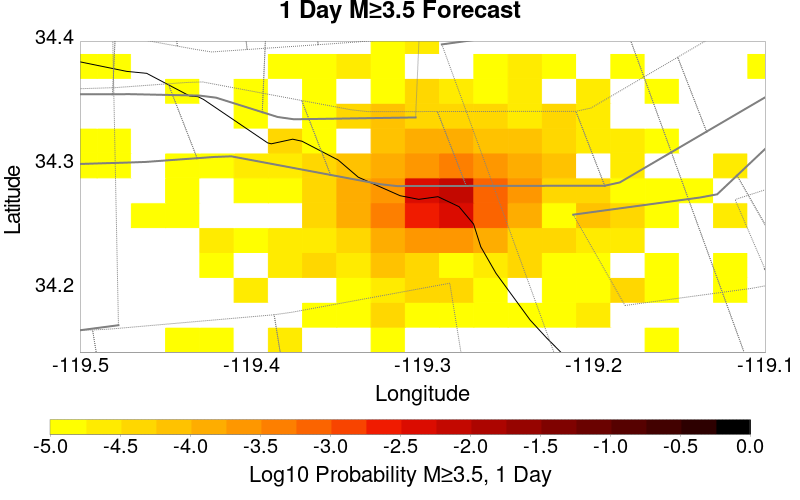 1 Day M≥3.5 Forecast
34.4
34.3
34.2
Latitude
-119.5 -119.4 -119.3 -119.2 -119.1
Longitude
-5.0 -4.5 -4.0 -3.5 -3.0 -2.5 -2.0 -1.5 -1.0 -0.5 0.0
Log10 Probability M≥3.5, 1 Day